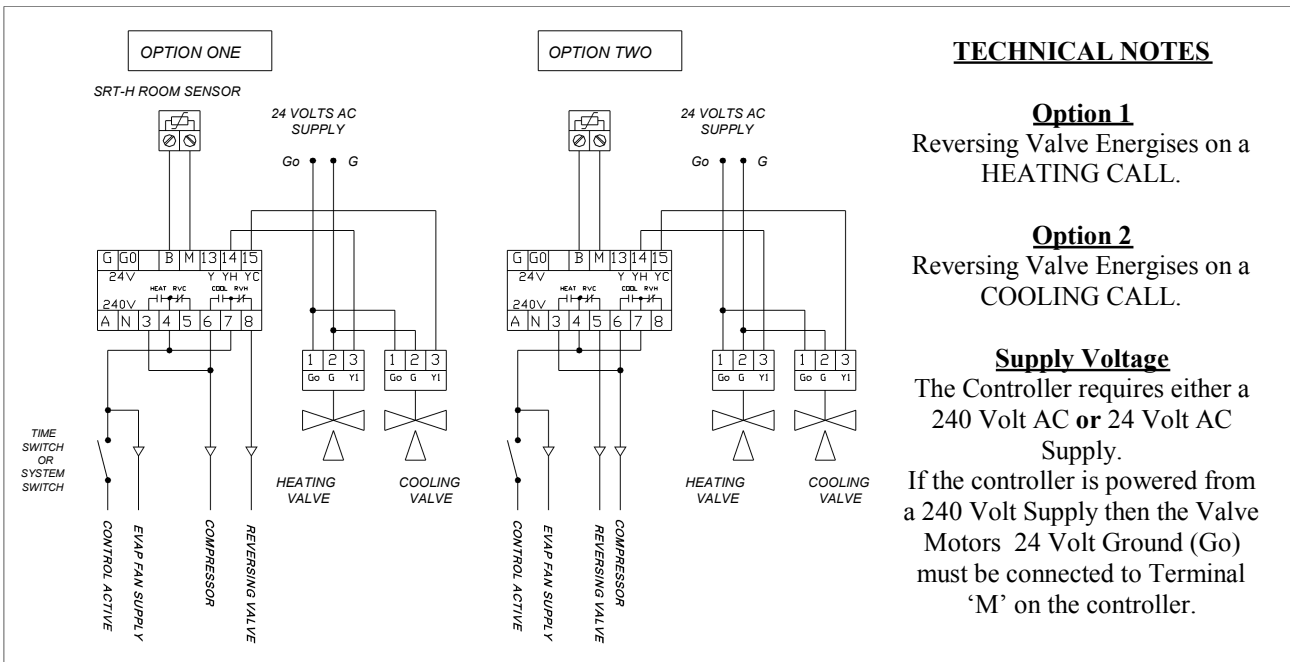 OPTION ONE
SRT-H ROOM SENSOR
24 VOLTS AC
SUPPLY
Go G
G G0 B M 13 14 15
24V Y YH YC
HEAT RVC COOL RVH
240V
A N 3 4 5 6 7 8
1 2 3
Go G Y1
1 2 3
Go G Y1
TIME
SWITCH
OR
SYSTEM
SWITCH
HEATING
VALVE
COOLING
VALVE
CONTROL ACTIVE
EVAP FAN SUPPLY
COMPRESSOR
REVERSING VALVE
OPTION TWO
24 VOLTS AC
SUPPLY
Go G
G G0 B M 13 14 15
24V Y YH YC
HEAT RVC COOL RVH
240V
A N 3 4 5 6 7 8
1 2 3
Go G Y1
1 2 3
Go G Y1
HEATING
VALVE
COOLING
VALVE
CONTROL ACTIVE
EVAP FAN SUPPLY
REVERSING VALVE
COMPRESSOR
TECHNICAL NOTES
Option 1
Reversing Valve Energises on a
HEATING CALL.
Option 2
Reversing Valve Energises on a
COOLING CALL.
Supply Voltage
The Controller requires either a
240 Volt AC or 24 Volt AC
Supply.
If the controller is powered from
a 240 Volt Supply then the Valve
Motors 24 Volt Ground (Go)
must be connected to Terminal
‘M’ on the controller.